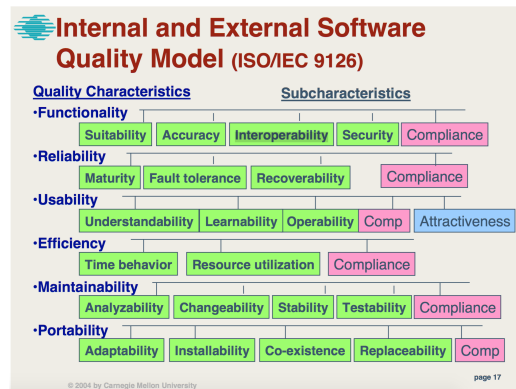 Internal and External Software
Quality Model (ISO/IEC 9126)
Quality Characteristics Subcharacteristics
•Functionality
Suitability Accuracy Interoperability Security Compliance
•Reliability
Maturity Fault tolerance Recoverability Compliance
•Usability
Understandability Learnability Operability Comp Attractiveness
•Efficiency
Time behavior Resource utilization Compliance
•Maintainability
Analyzability Changeability Stability Testability Compliance
•Portability
Adaptability Installability Co-existence Replaceability Comp
page 17
© 2004 by Carnegie Mellon University